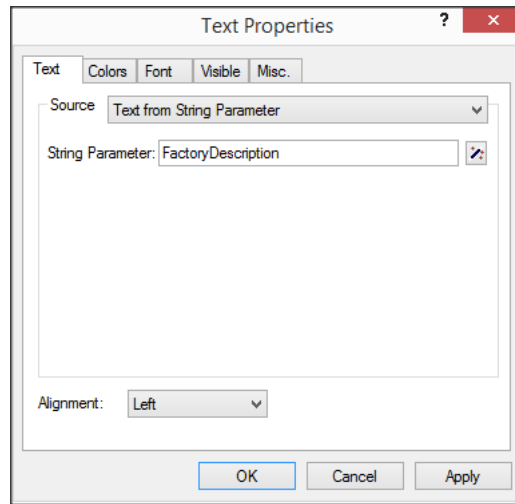 Text Properties ?
Text Colors Font Visible Misc.
Source Text from String Parameter
String Parameter: FactoryDescription
Alignment: Left
OK Cancel Apply